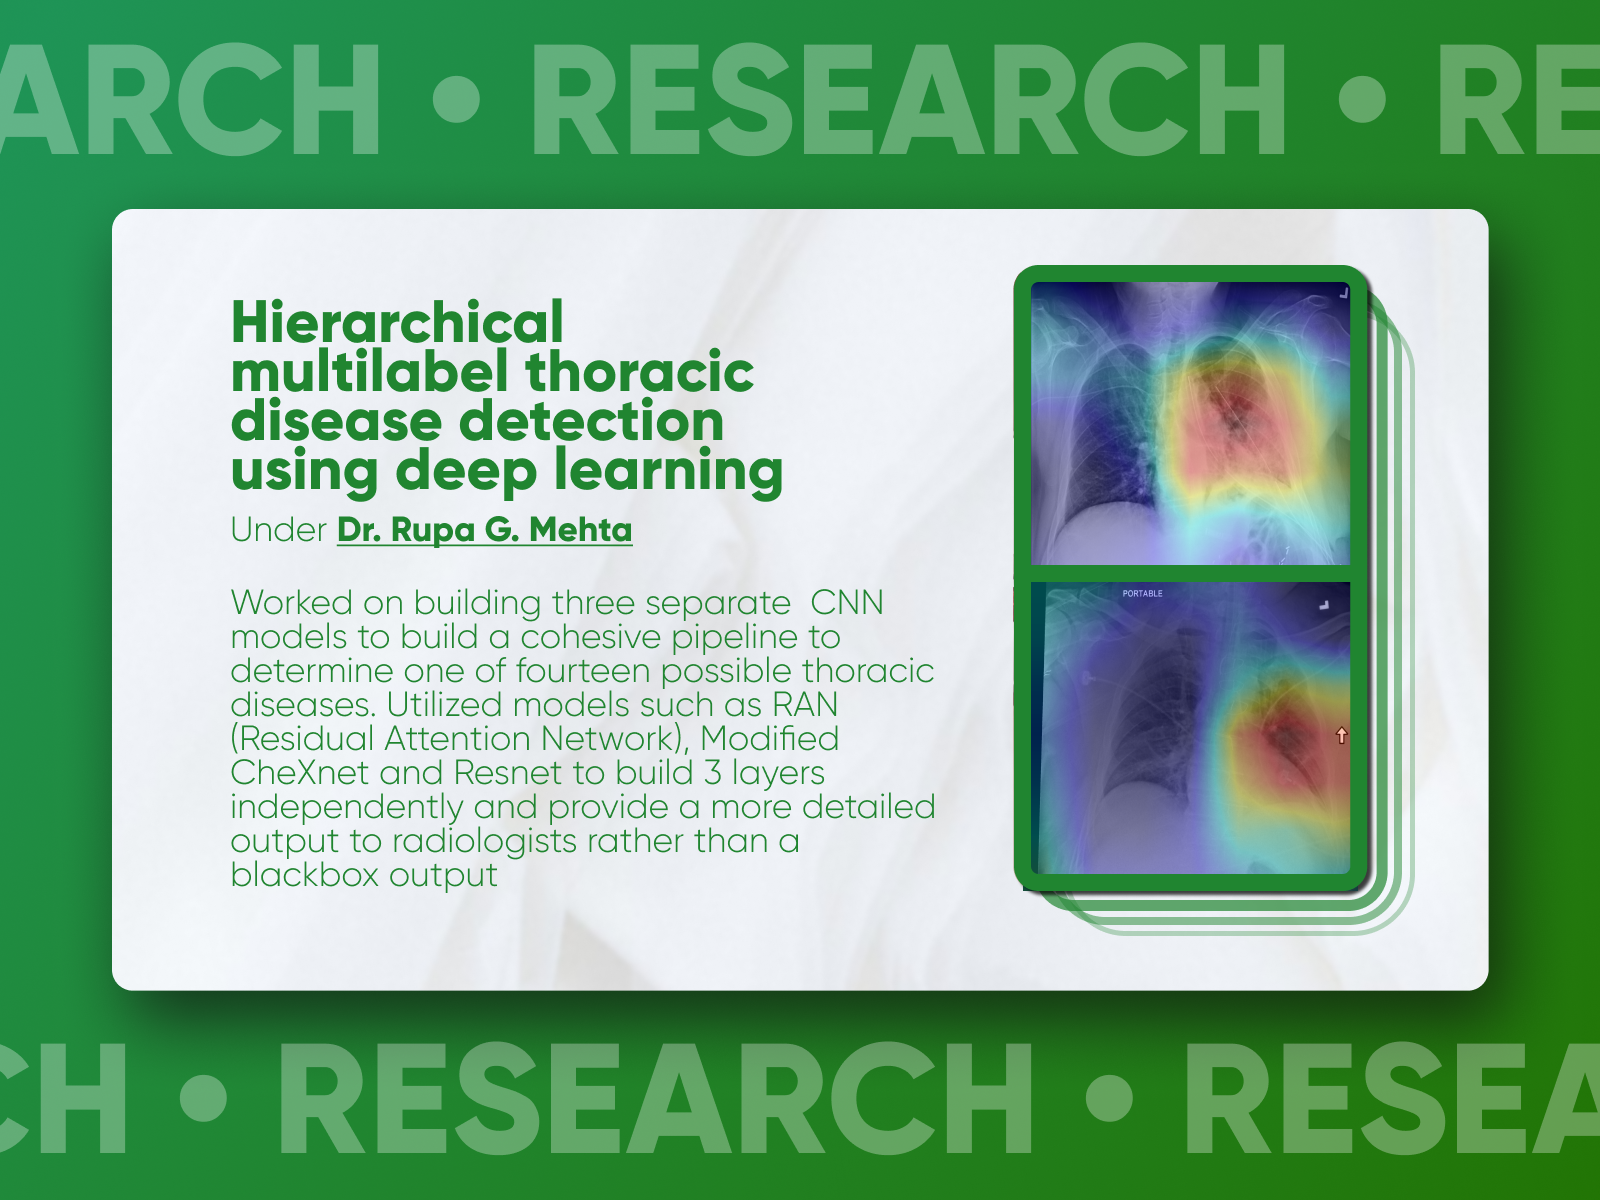 ARCH • RESEARCH • RE
Hierarchical
multilabel thoracic
disease detection
using deep learning
Under Dr. Rupa G. Mehta
Worked on building three separate  CNN
models to build a cohesive pipeline to
determine one of fourteen possible thoracic
diseases. Utilized models such as RAN
(Residual Attention Network), Modified
CheXnet and Resnet to build 3 layers
independently and provide a more detailed
output to radiologists rather than a
blackbox output
PORTABLE
CH • RESEARCH • RESEA